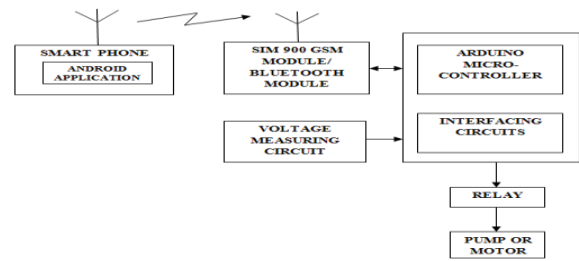 SMART PHONE
ANDROID
APPLICATION
SIM 900 GSM
MODULE/
BLUETOOTH
MODULE
ARDUINO
MICRO-
CONTROLLER
VOLTAGE
MEASURING
CIRCUIT
INTERFACING
CIRCUITS
RELAY
PUMP OR
MOTOR